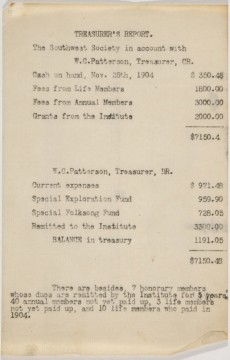 TREASURER'S REPORT.
The Southwest Society in account with
W.C.Patterson, Treasurer, CR.
Cash on hand, Nov. 28th, 1904 $ 350.48
Fees from Life Members 1800.00
Fees from Annual Members 3000.00
Grants from the Institute 2000.00
$7150.4
W.C.Patterson, Treasurer, DR.
Current expenses $ 971.48
Special Exploration Fund 959.90
Special Folksong Fund 728.05
Remitted to the Institute 3300.00
BALANCE in treasury 1191.05
$7150.48
There are besides, 7 honorary members
whose dues are remitted by the Institute for 5 years,
40 annual members not yet paid up, 3 life members
not yet paid up, and 10 life members who paid in
1904.